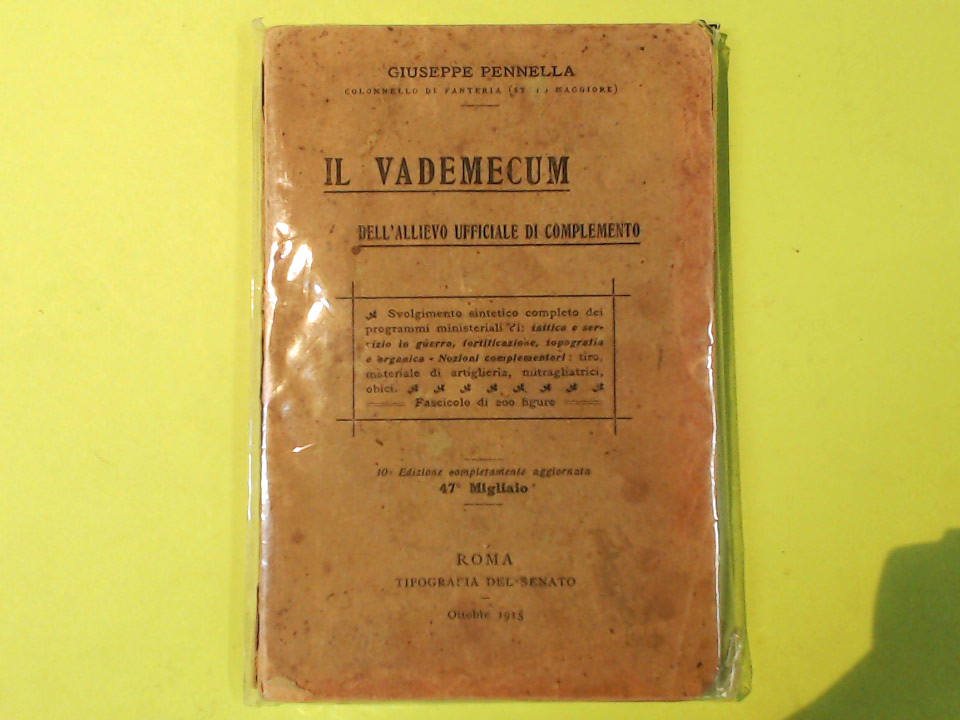 GIUSEPPE PENNELLA
COLONNELLO DI FANTERIA (ST. MAGGIORE)
IL VADEMECUM
DELL'ALLIEVO UFFICIALE DI COMPLEMENTO
Svolgimento sintetico completo dei
programmi ministeriali di: tattica e ser-
vizio in guerra, fortificazione, topografia
e organica - Nozioni complementari: tiro,
materiale di artiglieria, mitragliatrici,
obici.
Fascicolo di 200 figure
10ª Edizione completamente aggiornata
47° Migliaio
ROMA
TIPOGRAFIA DEL SENATO
Ottobre 1915